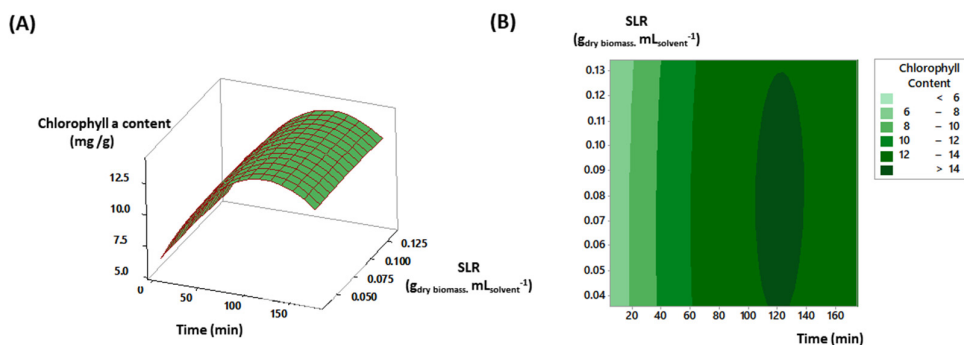 (A)
Chlorophyll a content
(mg /g)
12.5
10.0
7.5
5.0
0
50
100
150
Time (min)
0.125
0.100
0.075
0.050
SLR
(gdry biomass. mLsolvent-1)
(B)
SLR
(gdry biomass. mLsolvent-1)
0.13
0.12
0.11
0.10
0.09
0.08
0.07
0.06
0.05
0.04
20 40 60 80 100 120 140 160
Time (min)
Chlorophyll
Content
< 6
6 – 8
8 – 10
10 – 12
12 – 14
> 14